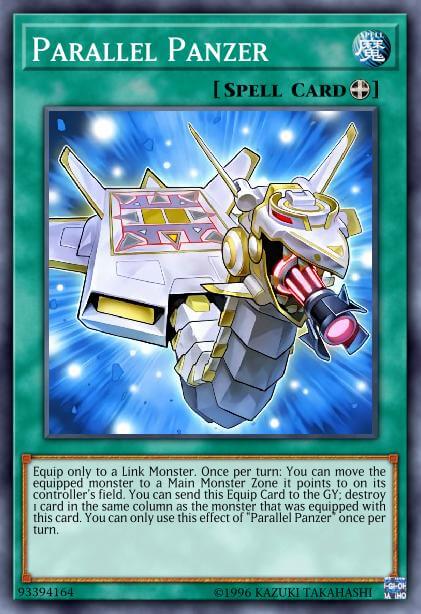 PARALLEL PANZER
SPELL
魔
[SPELL CARD]
Equip only to a Link Monster. Once per turn: You can move the
equipped monster to a Main Monster Zone it points to on its
controller's field. You can send this Equip Card to the GY; destroy
1 card in the same column as the monster that was equipped with
this card. You can only use this effect of "Parallel Panzer" once per
turn.
93394164
©1996 KAZUKI TAKAHASHI